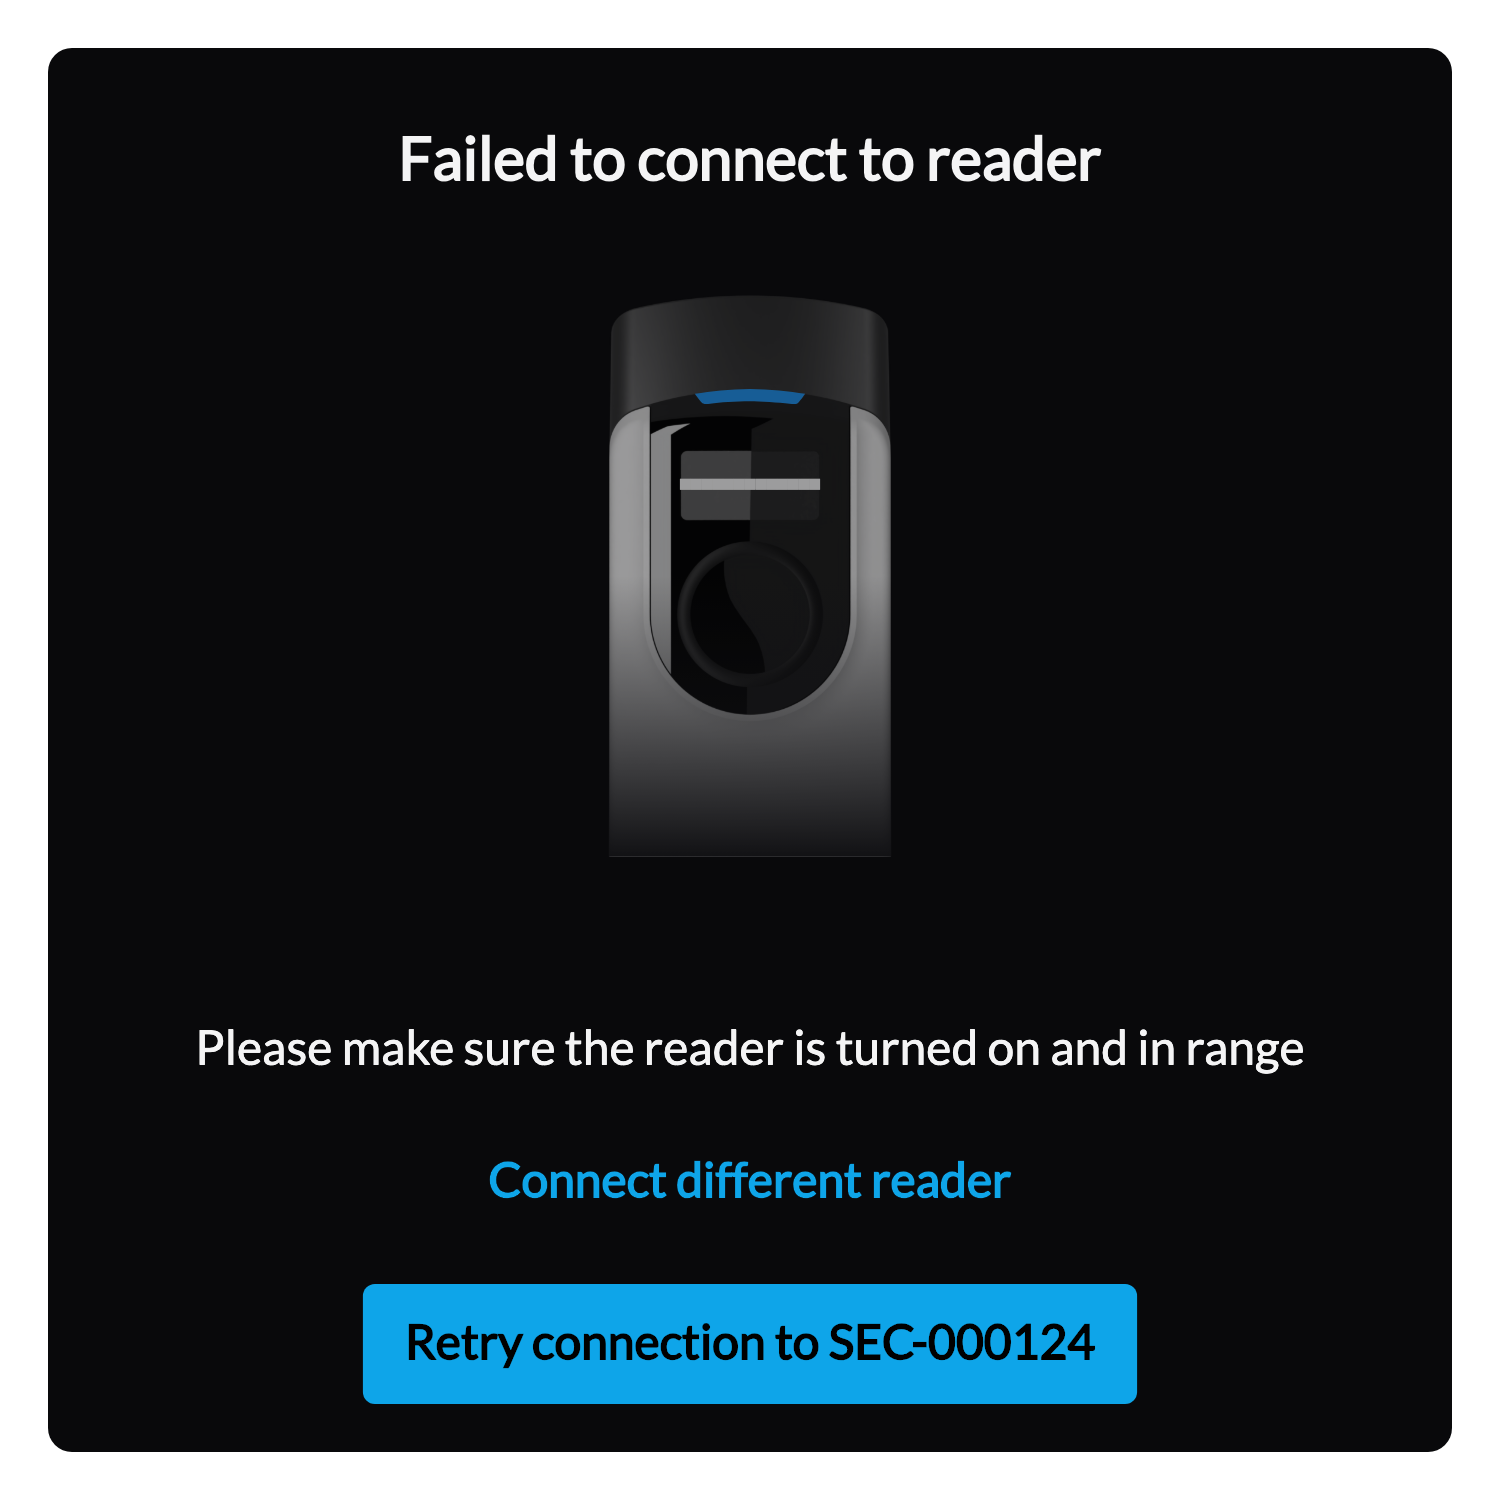 Failed to connect to reader
Please make sure the reader is turned on and in range
Connect different reader
Retry connection to SEC-000124